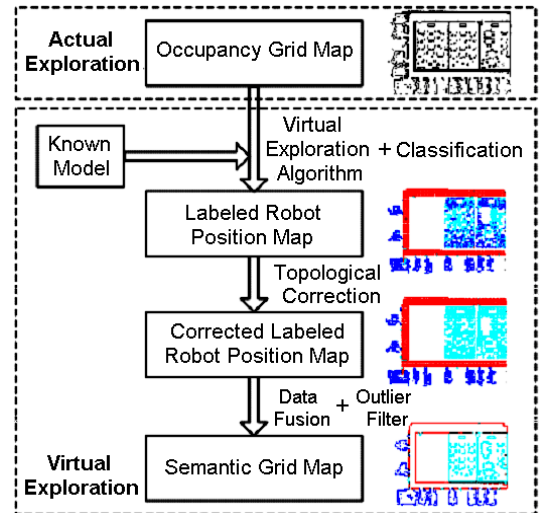 Actual
Exploration
Occupancy Grid Map
Known
Model
Virtual
Exploration + Classification
Algorithm
Labeled Robot
Position Map
Topological
Correction
Corrected Labeled
Robot Position Map
Data + Outlier
Fusion Filter
Virtual
Exploration
Semantic Grid Map